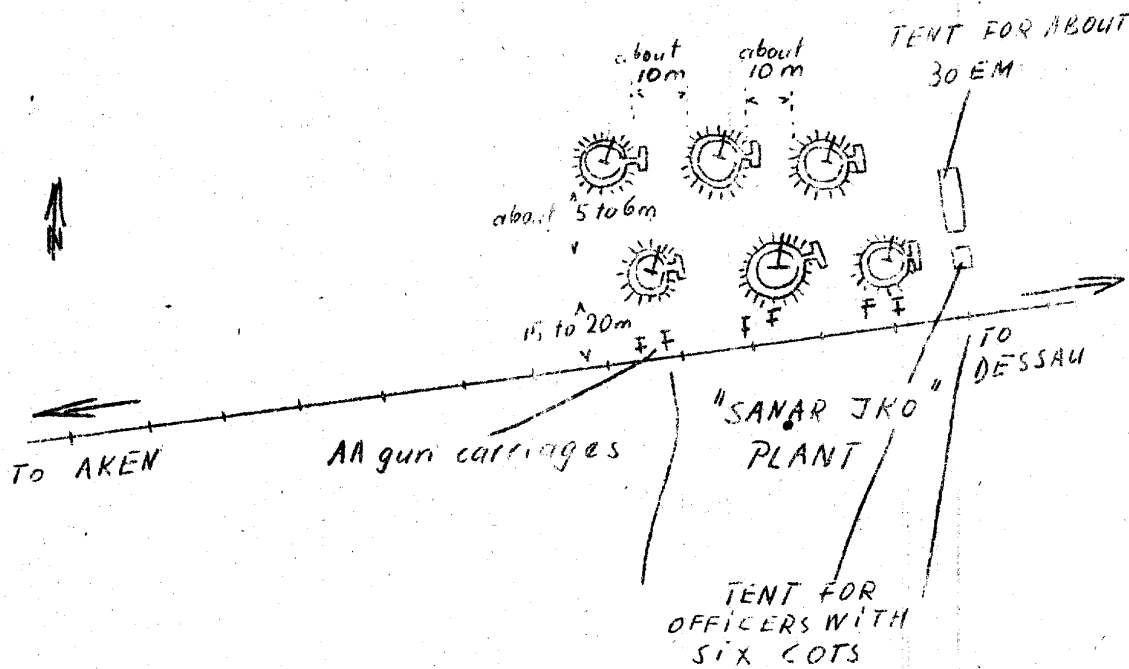 about
10 m
about
10 m
TENT FOR ABOUT
30 EM
N
about 5 to 6m
15 to 20m
TO
DESSAU
"SANAR JKO"
PLANT
TO AKEN
AA gun carriages
TENT FOR
OFFICERS WITH
SIX COTS